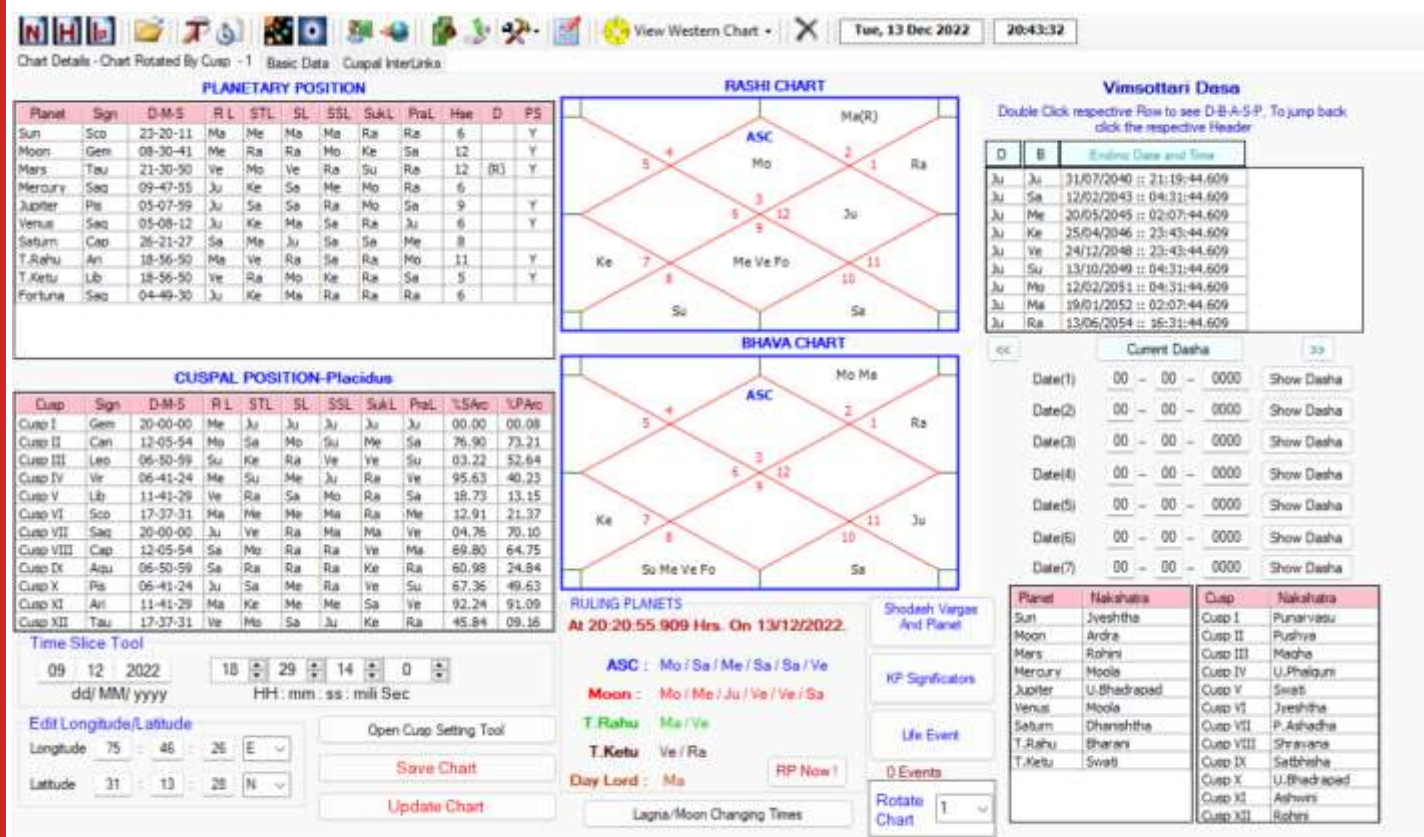 View Western Chart
Tue, 13 Dec 2022
20:43:32
Chart Details - Chart Rotated By Cusp - 1
Basic Data
Cuspal InterLinks
PLANETARY POSITION
Planet Sign D-M-S R L STL SL SSL SukL PraL Hse D PS
Sun Sco 23-20-11 Ma Me Ma Ma Ra Ra 6 Y
Moon Gem 08-30-41 Me Ra Ra Mo Ke Sa 12 Y
Mars Tau 21-30-50 Ve Mo Ve Ra Su Ra 12 (R) Y
Mercury Sag 09-47-55 Ju Ke Sa Me Mo Ra 6
Jupiter Pis 05-07-59 Ju Sa Sa Ra Mo Sa 9 Y
Venus Sag 05-08-12 Ju Ke Ma Sa Ra Ju 6 Y
Saturn Cap 26-21-27 Sa Ma Ju Sa Sa Me 8
T.Rahu Ari 18-56-50 Ma Ve Ra Sa Ra Mo 11 Y
T.Ketu Lib 18-56-50 Ve Ra Mo Ke Ra Sa 5 Y
Fortuna Sag 04-49-30 Ju Ke Ma Ra Ra Ra 6
CUSPAL POSITION-Placidus
Cusp Sign D-M-S R L STL SL SSL SukL PraL %SArc %PArc
Cusp I Gem 20-00-00 Me Ju Ju Ju Ju Ju 00.00 00.08
Cusp II Can 12-05-54 Mo Sa Mo Su Me Sa 76.90 73.21
Cusp III Leo 06-50-59 Su Ke Ra Ve Ve Su 03.22 52.64
Cusp IV Vir 06-41-24 Me Su Me Ju Ra Ve 95.63 40.23
Cusp V Lib 11-41-29 Ve Ra Sa Mo Ra Sa 18.73 13.15
Cusp VI Sco 17-37-31 Ma Me Me Ma Ra Me 12.91 21.37
Cusp VII Sag 20-00-00 Ju Ve Ra Ma Ma Ve 04.76 70.10
Cusp VIII Cap 12-05-54 Sa Mo Ra Ra Ve Ma 69.80 64.75
Cusp IX Aqu 06-50-59 Sa Ra Ra Ra Ke Ra 60.98 24.84
Cusp X Pis 06-41-24 Ju Sa Me Ra Ve Su 67.36 49.63
Cusp XI Ari 11-41-29 Ma Ke Me Me Sa Ve 92.24 91.09
Cusp XII Tau 17-37-31 Ve Mo Sa Ju Ke Ra 45.84 09.16
Time Slice Tool
09 12 2022
18 29 14 0
dd/ MM/ yyyy
HH : mm : ss : mili Sec
Edit Longitude/Latitude
Longitude 75 : 46 : 26 E
Latitude 31 : 13 : 28 N
Open Cusp Setting Tool
Save Chart
Update Chart
RASHI CHART
Ma(R)
ASC
4 2
5 Mo 1 Ra
3
6 12 Ju
9
Ke 7 Me Ve Fo 11
8 10
Su Sa
BHAVA CHART
Mo Ma
ASC
4 2
5 1 Ra
3
6 12
9
Ke 7 11 Ju
8 10
Su Me Ve Fo Sa
RULING PLANETS
At 20:20:55.909 Hrs. On 13/12/2022.
ASC : Mo / Sa / Me / Sa / Sa / Ve
Moon : Mo / Me / Ju / Ve / Ve / Sa
T.Rahu Ma / Ve
T.Ketu Ve / Ra
Day Lord : Ma
RP Now !
Lagna/Moon Changing Times
Shodash Vargas And Planet
KP Significators
Life Event
0 Events
Rotate Chart 1
Vimsottari Dasa
Double Click respective Row to see D-B-A-S-P, To jump back
click the respective Header
D B Ending Date and Time
Ju Ju 31/07/2040 :: 21:19:44.609
Ju Sa 12/02/2043 :: 04:31:44.609
Ju Me 20/05/2045 :: 02:07:44.609
Ju Ke 25/04/2046 :: 23:43:44.609
Ju Ve 24/12/2048 :: 23:43:44.609
Ju Su 13/10/2049 :: 04:31:44.609
Ju Mo 12/02/2051 :: 04:31:44.609
Ju Ma 19/01/2052 :: 02:07:44.609
Ju Ra 13/06/2054 :: 16:31:44.609
<< Current Dasha >>
Date(1) 00 - 00 - 0000 Show Dasha
Date(2) 00 - 00 - 0000 Show Dasha
Date(3) 00 - 00 - 0000 Show Dasha
Date(4) 00 - 00 - 0000 Show Dasha
Date(5) 00 - 00 - 0000 Show Dasha
Date(6) 00 - 00 - 0000 Show Dasha
Date(7) 00 - 00 - 0000 Show Dasha
Planet Nakshatra
Sun Jyeshtha
Moon Ardra
Mars Rohini
Mercury Moola
Jupiter U.Bhadrapad
Venus Moola
Saturn Dhanishtha
T.Rahu Bharani
T.Ketu Swati
Cusp Nakshatra
Cusp I Punarvasu
Cusp II Pushya
Cusp III Magha
Cusp IV U.Phalguni
Cusp V Swati
Cusp VI Jyeshtha
Cusp VII P.Ashadha
Cusp VIII Shravana
Cusp IX Satbhisha
Cusp X U.Bhadrapad
Cusp XI Ashwini
Cusp XII Rohini